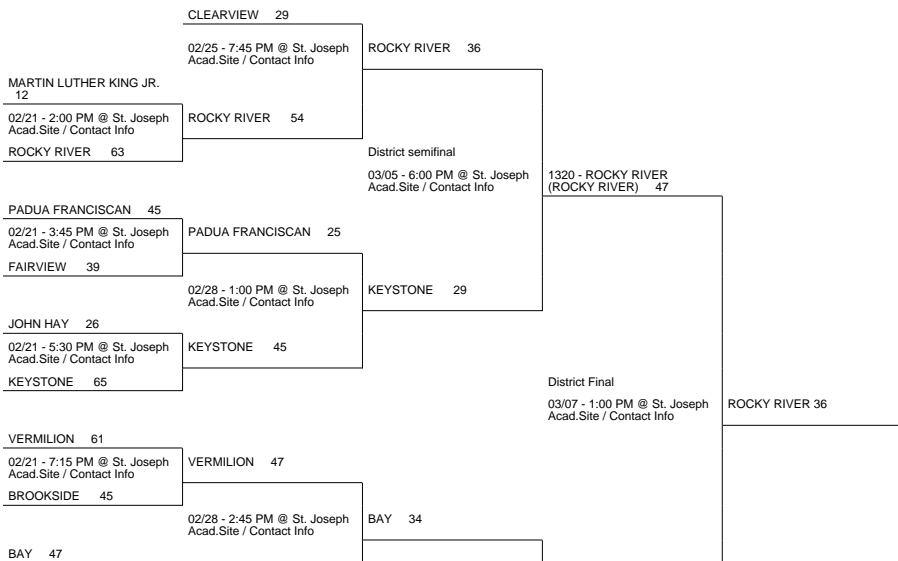 CLEARVIEW 29
02/25 - 7:45 PM @ St. Joseph
Acad.Site / Contact Info
ROCKY RIVER 36
MARTIN LUTHER KING JR.
12
02/21 - 2:00 PM @ St. Joseph
Acad.Site / Contact Info
ROCKY RIVER 54
ROCKY RIVER 63
District semifinal
03/05 - 6:00 PM @ St. Joseph
Acad.Site / Contact Info
1320 - ROCKY RIVER
(ROCKY RIVER) 47
PADUA FRANCISCAN 45
02/21 - 3:45 PM @ St. Joseph
Acad.Site / Contact Info
PADUA FRANCISCAN 25
FAIRVIEW 39
02/28 - 1:00 PM @ St. Joseph
Acad.Site / Contact Info
KEYSTONE 29
JOHN HAY 26
02/21 - 5:30 PM @ St. Joseph
Acad.Site / Contact Info
KEYSTONE 45
KEYSTONE 65
District Final
03/07 - 1:00 PM @ St. Joseph
Acad.Site / Contact Info
ROCKY RIVER 36
VERMILION 61
02/21 - 7:15 PM @ St. Joseph
Acad.Site / Contact Info
VERMILION 47
BROOKSIDE 45
02/28 - 2:45 PM @ St. Joseph
Acad.Site / Contact Info
BAY 34
BAY 47